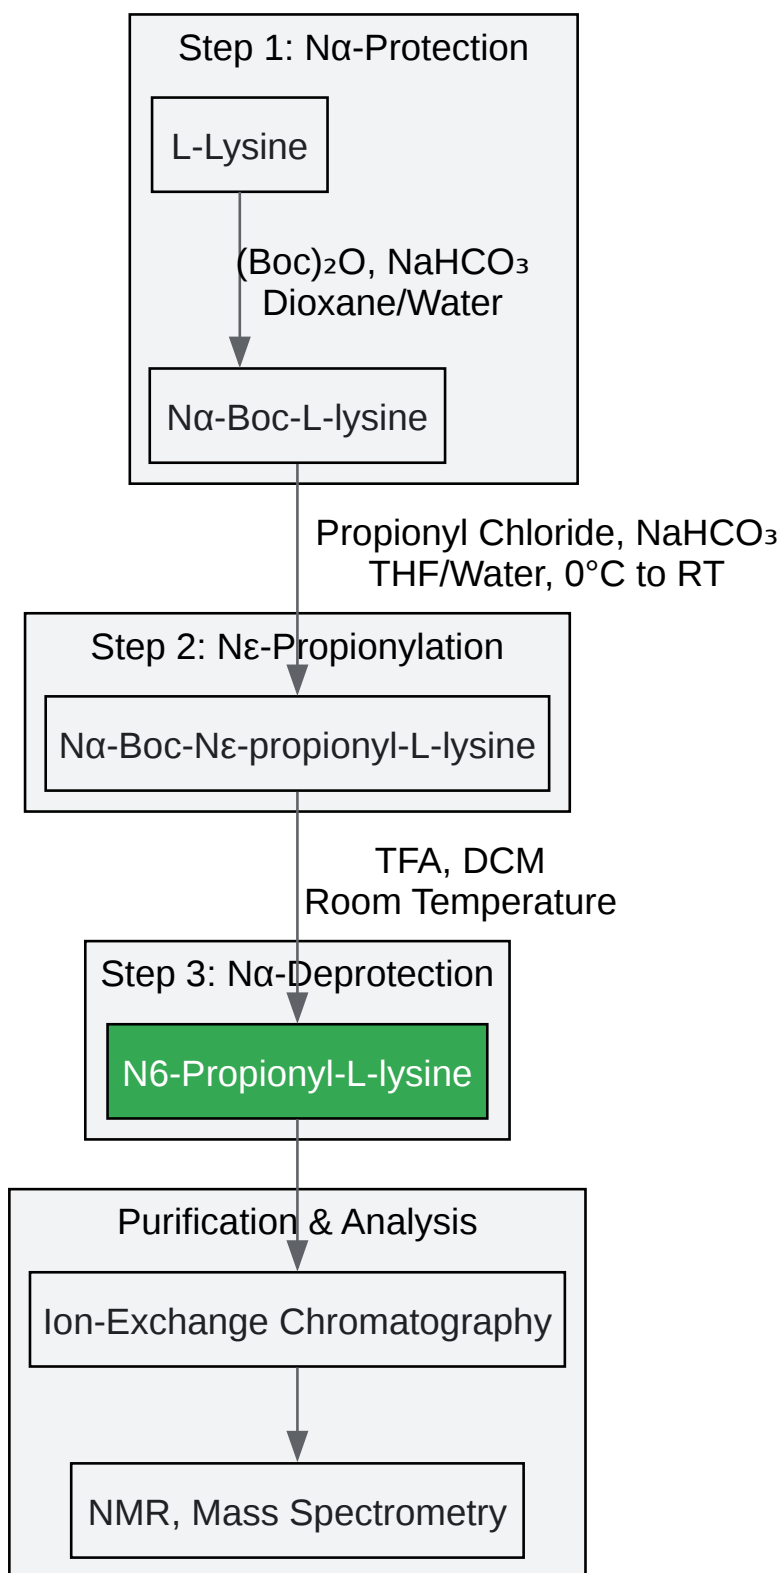 Step 1: Nα-Protection
L-Lysine
(Boc)₂O, NaHCO₃
Dioxane/Water
Nα-Boc-L-lysine
Propionyl Chloride, NaHCO₃
THF/Water, 0°C to RT
Step 2: Nε-Propionylation
Nα-Boc-Nε-propionyl-L-lysine
TFA, DCM
Room Temperature
Step 3: Nα-Deprotection
N6-Propionyl-L-lysine
Purification & Analysis
Ion-Exchange Chromatography
NMR, Mass Spectrometry